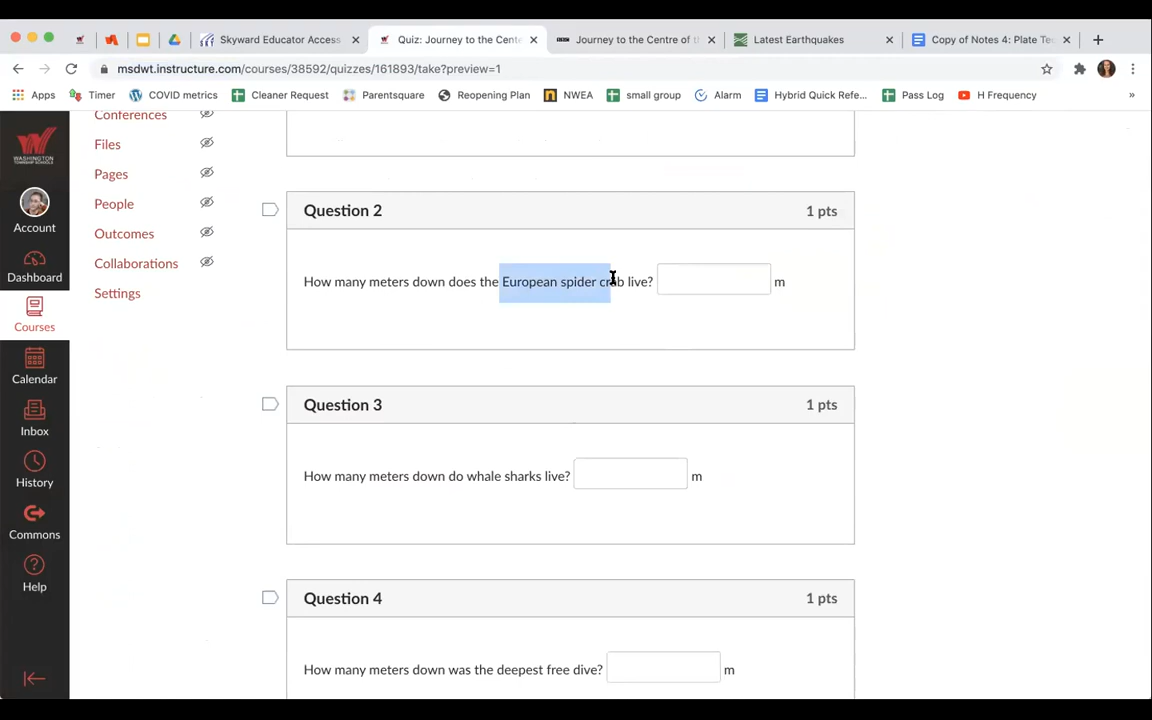 Skyward Educator Access
Quiz: Journey to the Cente
Journey to the Centre of t
Latest Earthquakes
Copy of Notes 4: Plate Te
msdwt.instructure.com/courses/38592/quizzes/161893/take?preview=1
Apps
Timer
COVID metrics
Cleaner Request
Parentsquare
Reopening Plan
NWEA
small group
Alarm
Hybrid Quick Refe...
Pass Log
H Frequency
»
WASHINGTON
TOWNSHIP SCHOOLS
Account
Dashboard
Courses
Calendar
Inbox
History
Commons
Help
Conferences
Files
Pages
People
Outcomes
Collaborations
Settings
Question 2 1 pts
How many meters down does the European spider crab live? m
Question 3 1 pts
How many meters down do whale sharks live? m
Question 4 1 pts
How many meters down was the deepest free dive? m